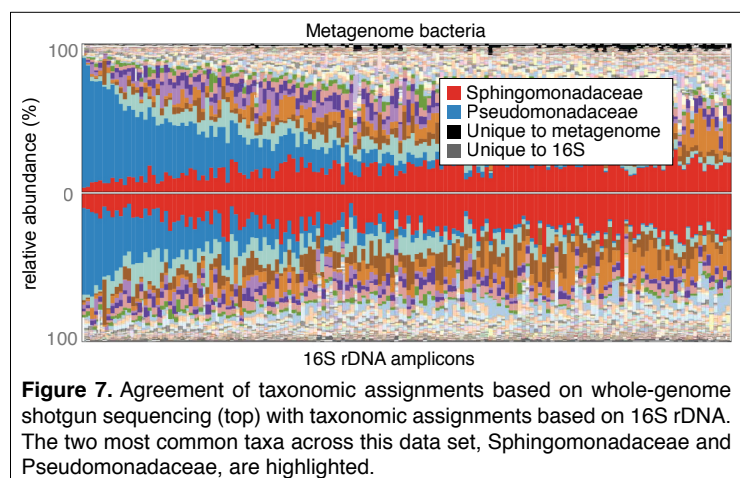 Metagenome bacteria
100
Sphingomonadaceae
Pseudomonadaceae
Unique to metagenome
Unique to 16S
relative abundance (%)
0
100
16S rDNA amplicons
Figure 7. Agreement of taxonomic assignments based on whole-genome
shotgun sequencing (top) with taxonomic assignments based on 16S rDNA.
The two most common taxa across this data set, Sphingomonadaceae and
Pseudomonadaceae, are highlighted.